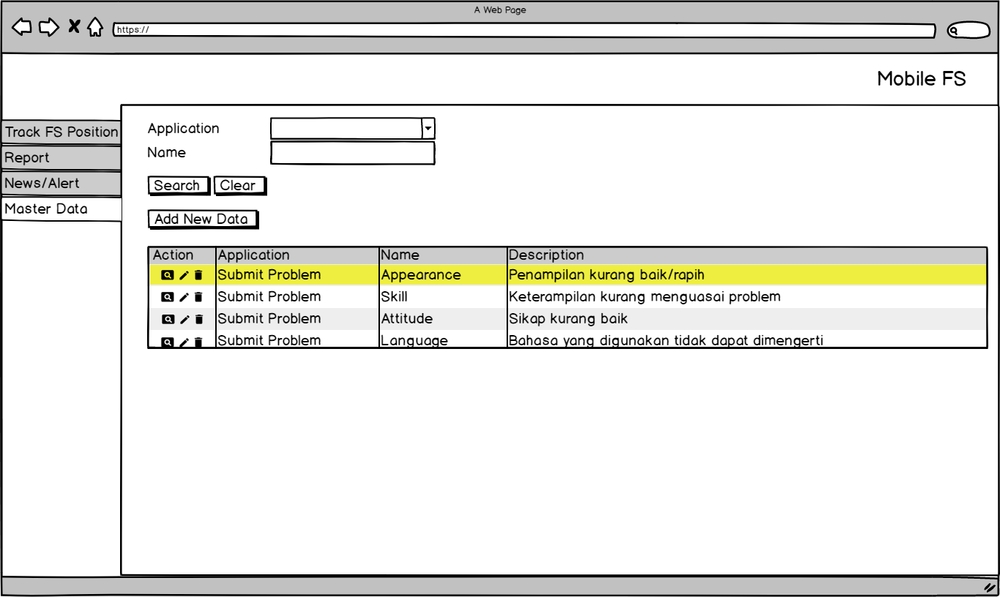 A Web Page
https://
Mobile FS
Track FS Position
Report
News/Alert
Master Data
Application
Name
Search Clear
Add New Data
Action Application Name Description
Submit Problem Appearance Penampilan kurang baik/rapih
Submit Problem Skill Keterampilan kurang menguasai problem
Submit Problem Attitude Sikap kurang baik
Submit Problem Language Bahasa yang digunakan tidak dapat dimengerti